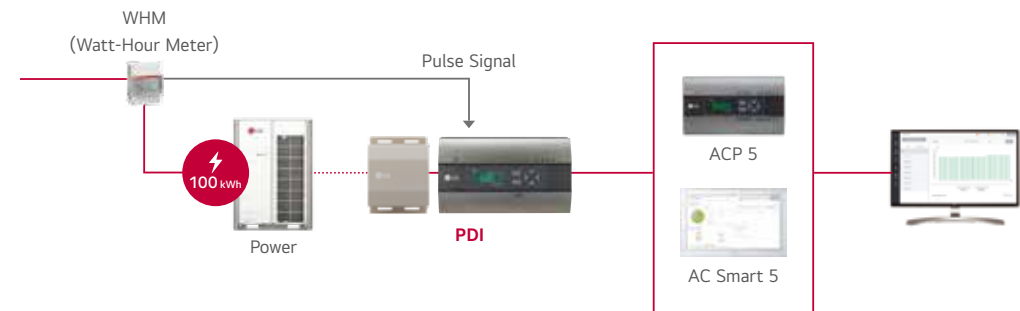 WHM
(Watt-Hour Meter)
Pulse Signal
100 kWh
Power
PDI
ACP 5
AC Smart 5